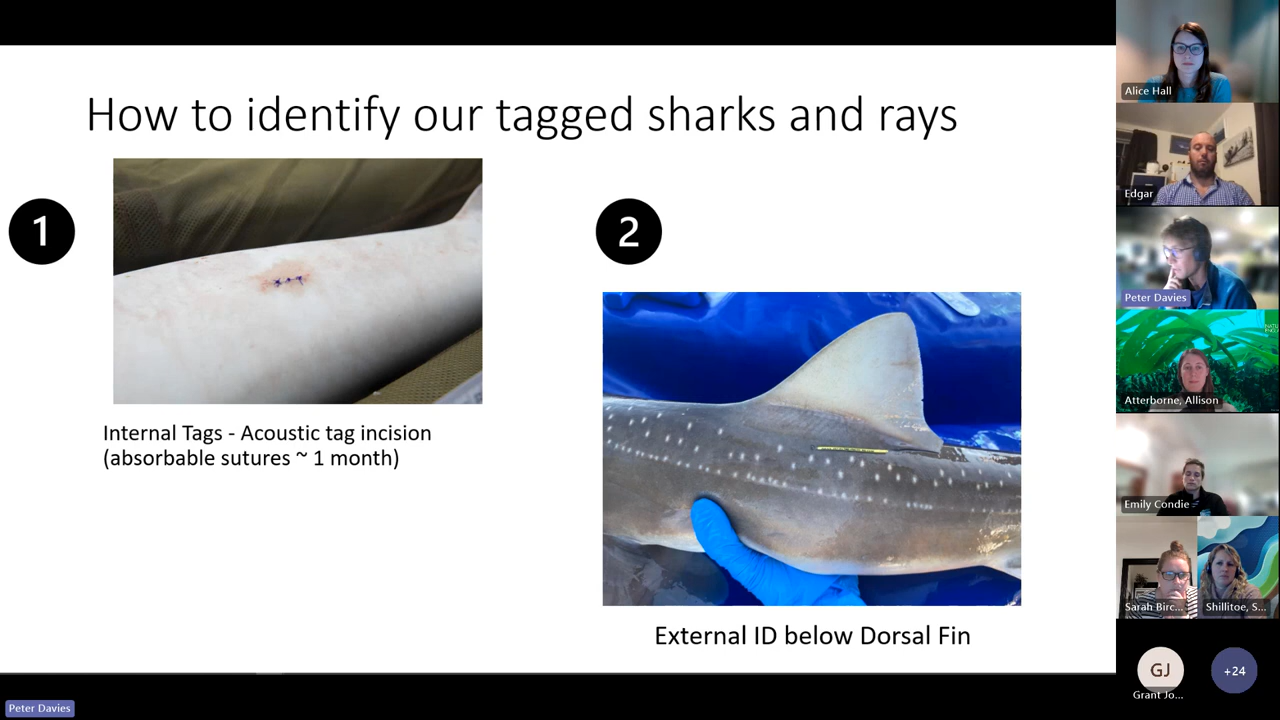 How to identify our tagged sharks and rays
1
2
Internal Tags - Acoustic tag incision
(absorbable sutures ~ 1 month)
External ID below Dorsal Fin
Alice Hall
Edgar
Peter Davies
Atterborne, Allison
Emily Condie
Sarah Birc...
Shillitoe, S...
GJ
Grant Jo...
+24
Peter Davies